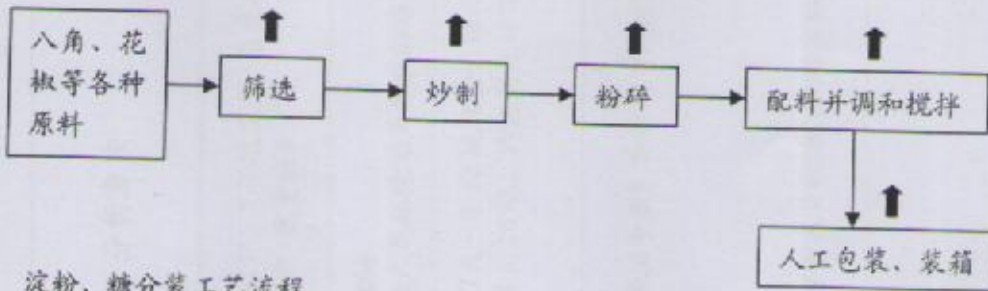 八角、花
椒等各种
原料
筛选
炒制
粉碎
配料并调和搅拌
人工包装、装箱
淀粉、糖分装工艺流程